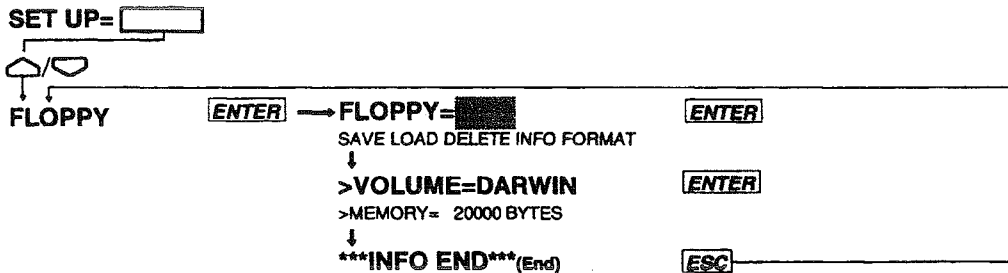 SET UP=
FLOPPY ENTER FLOPPY= ENTER
SAVE LOAD DELETE INFO FORMAT
>VOLUME=DARWIN ENTER
>MEMORY= 20000 BYTES
***INFO END***(End) ESC